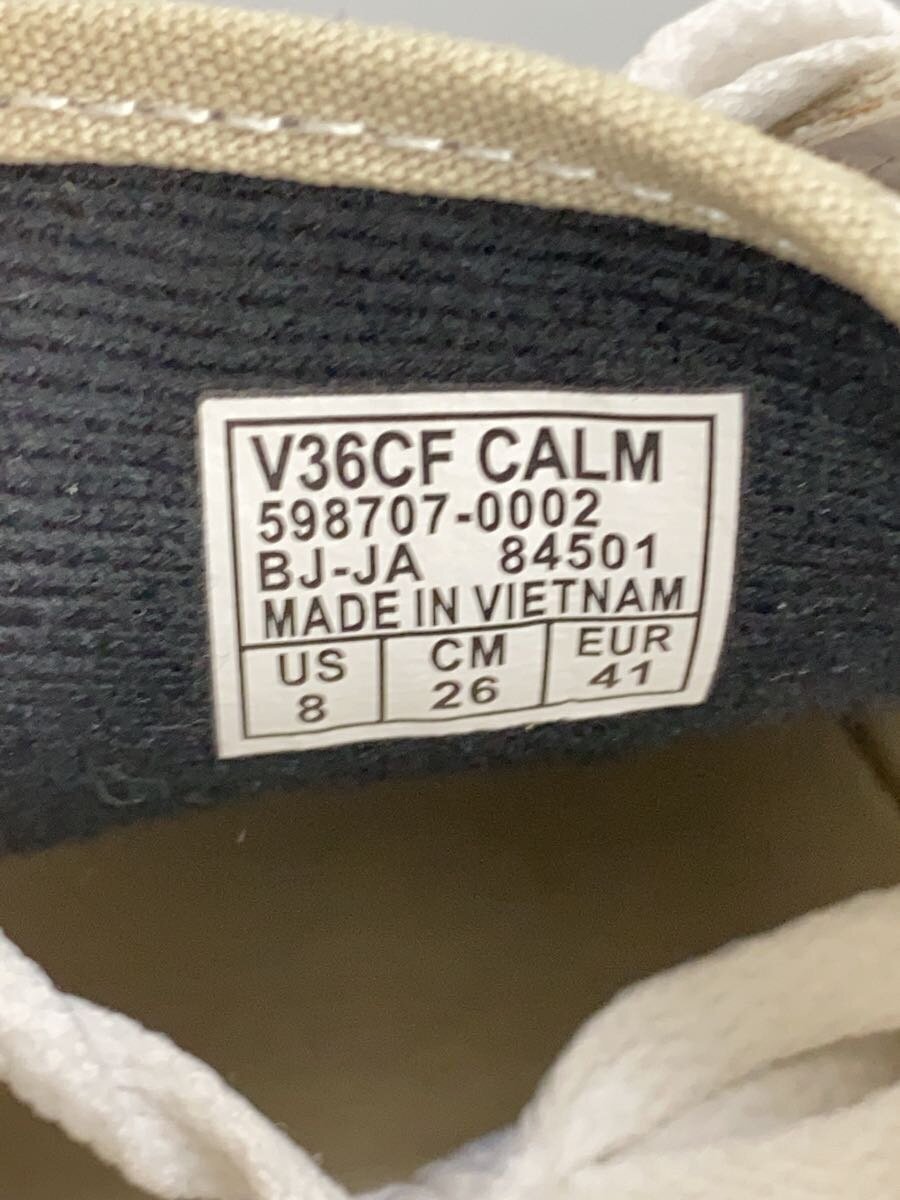 V36CF CALM
598707-0002
BJ-JA 84501
MADE IN VIETNAM
US CM EUR
8 26 41